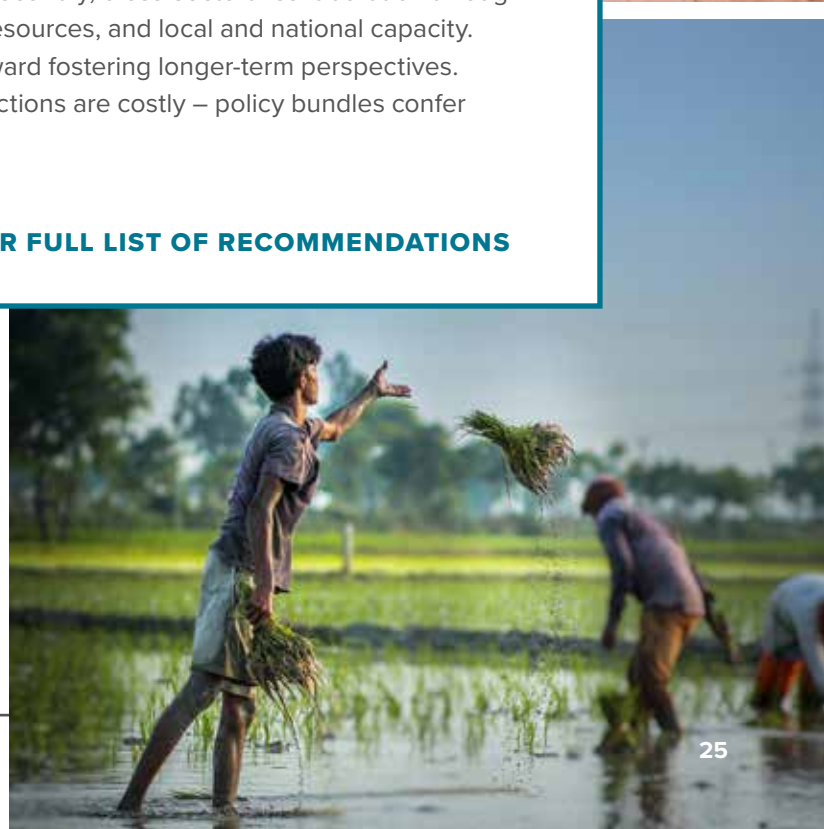 esources, and local and national capacity.
ward fostering longer-term perspectives.
ctions are costly – policy bundles confer
R FULL LIST OF RECOMMENDATIONS
25